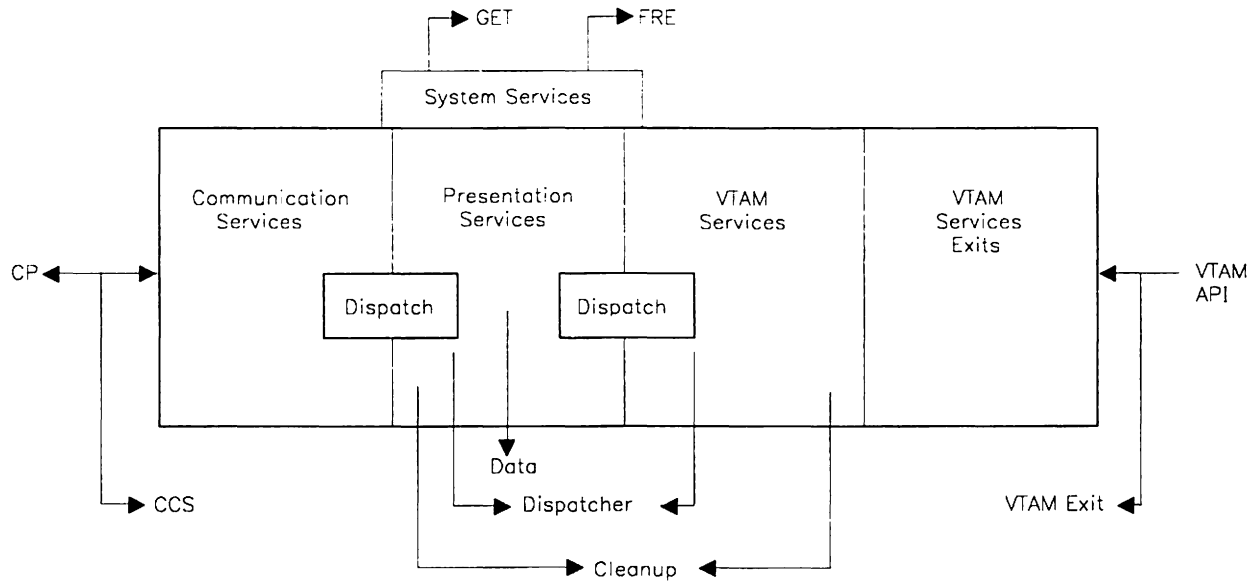 GET
FRE
System Services
Communication
Services
Presentation
Services
VTAM
Services
VTAM
Services
Exits
CP
Dispatch
Dispatch
VTAM
API
Data
CCS
Dispatcher
VTAM Exit
Cleanup